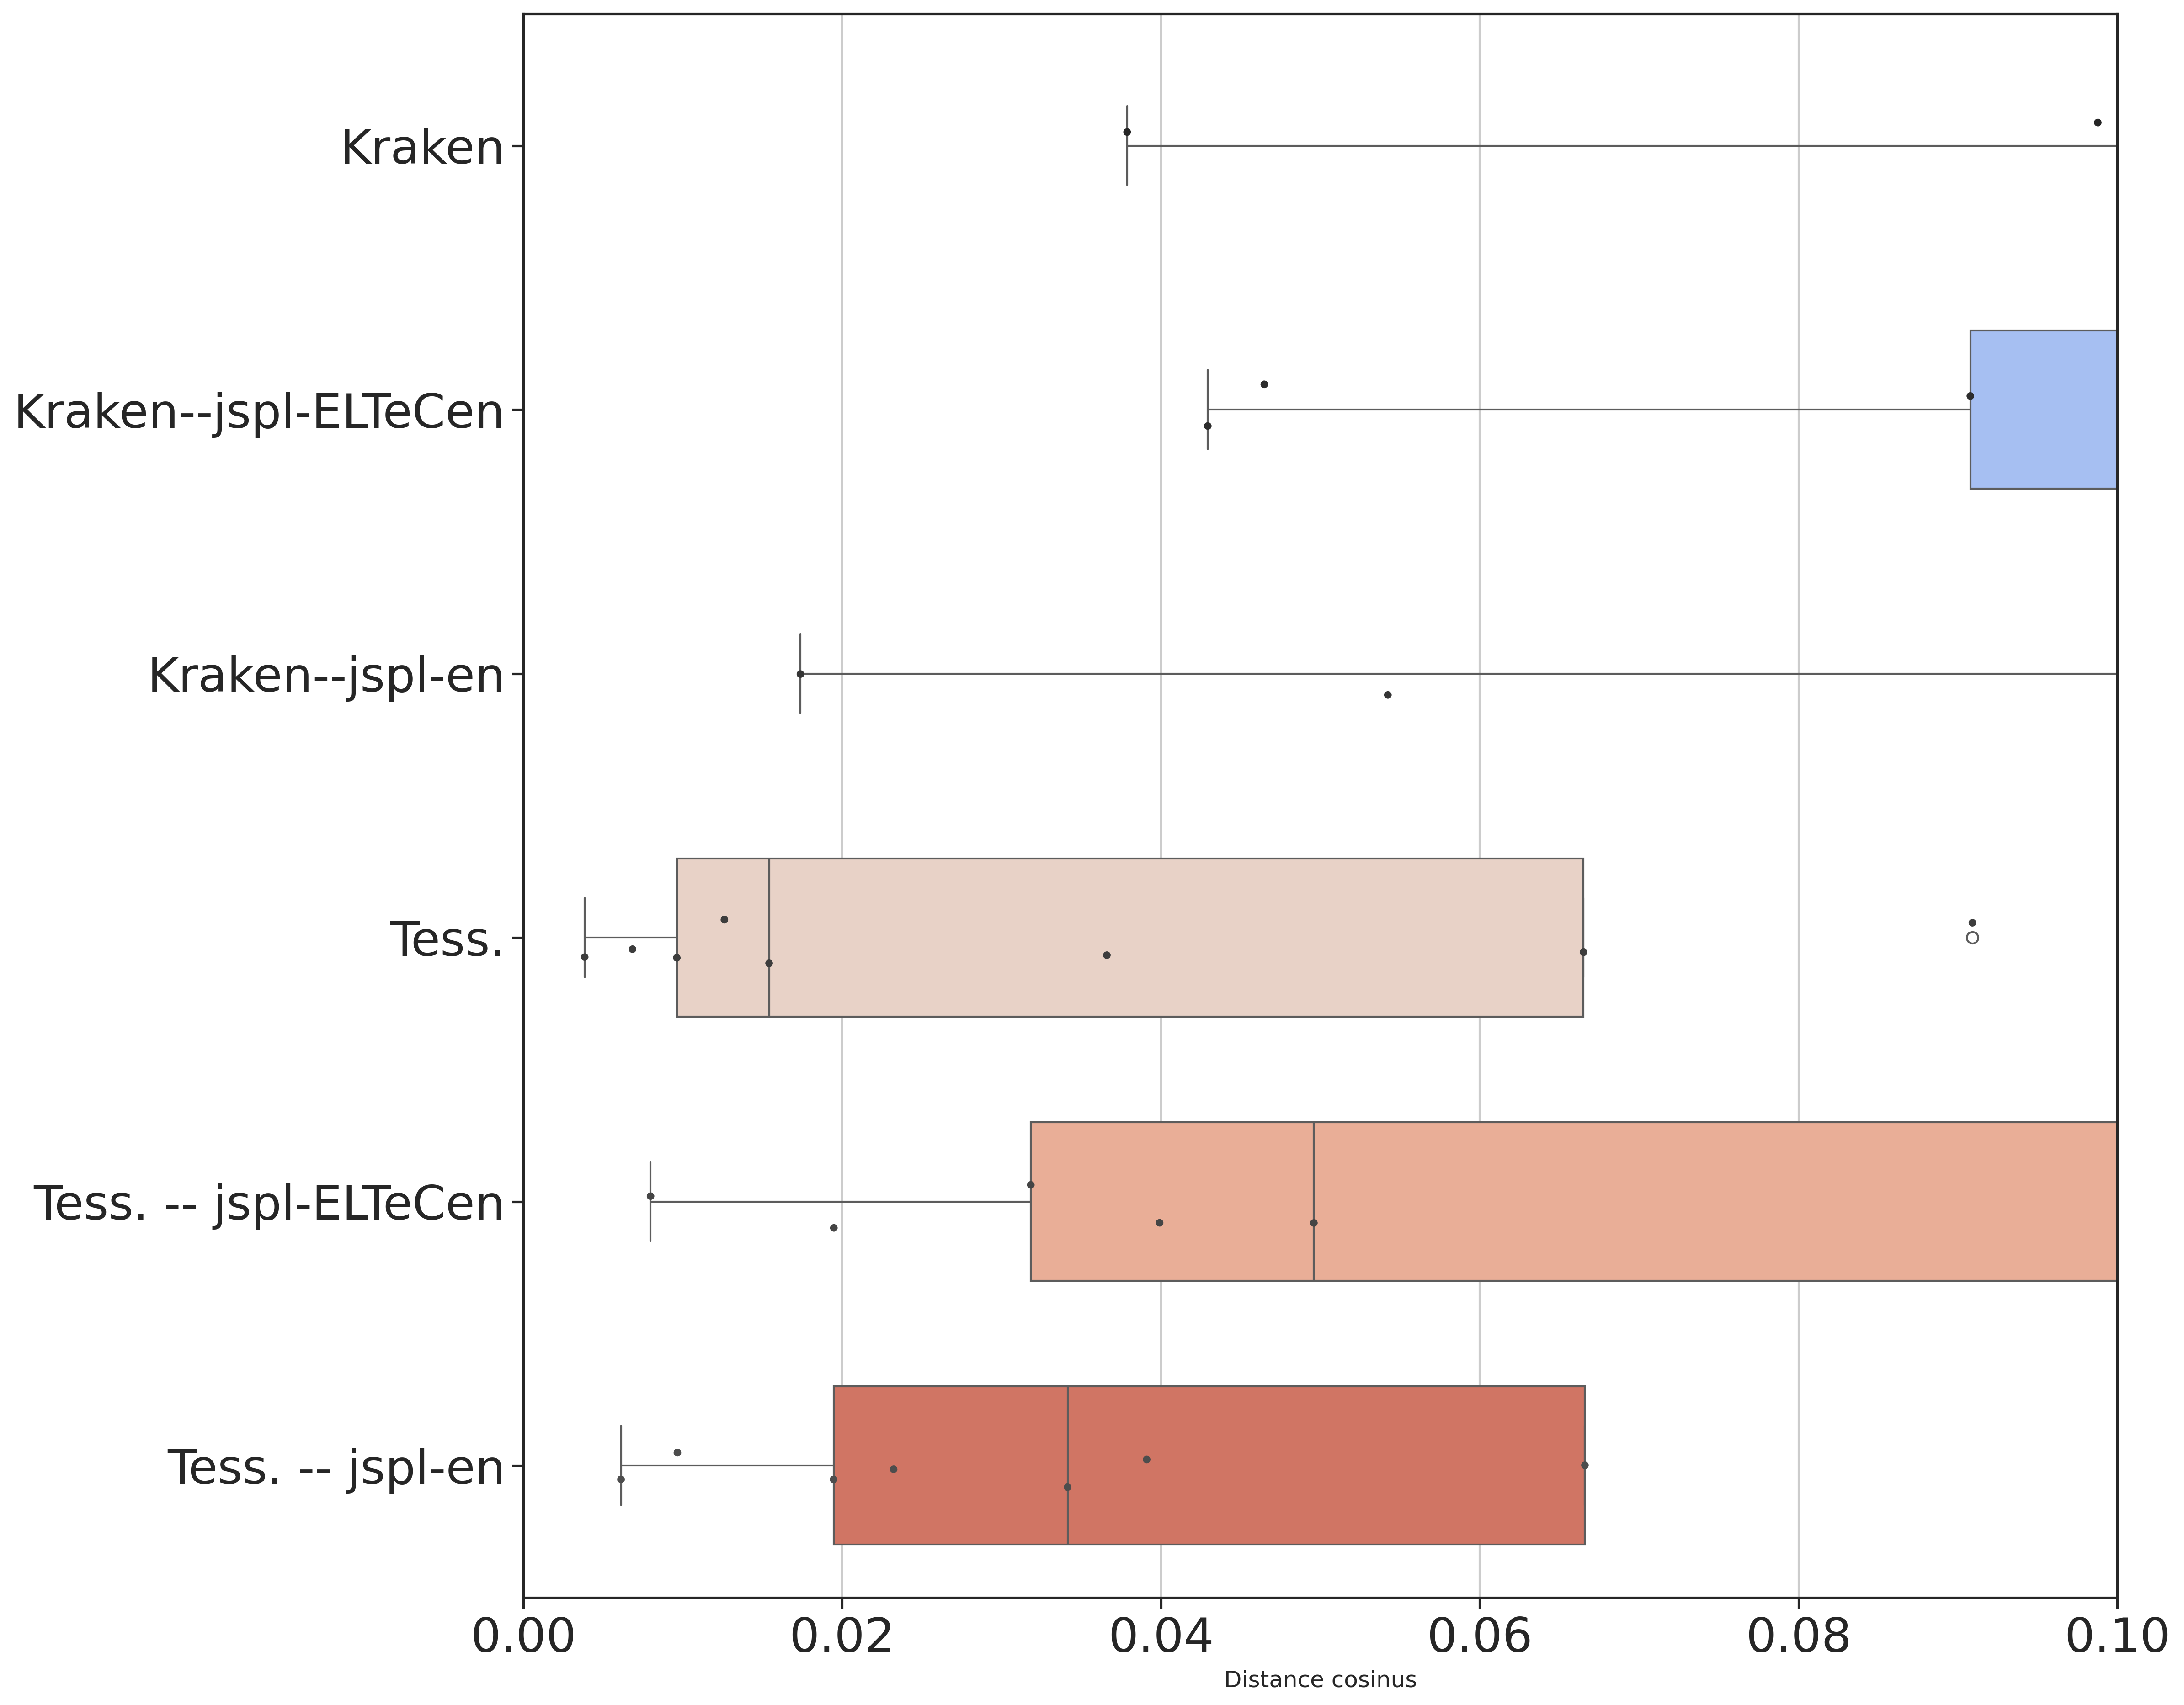 Kraken
Kraken--jspl-ELTeCen
Kraken--jspl-en
Tess.
Tess. -- jspl-ELTeCen
Tess. -- jspl-en
0.00 0.02 0.04 0.06 0.08 0.10
Distance cosinus